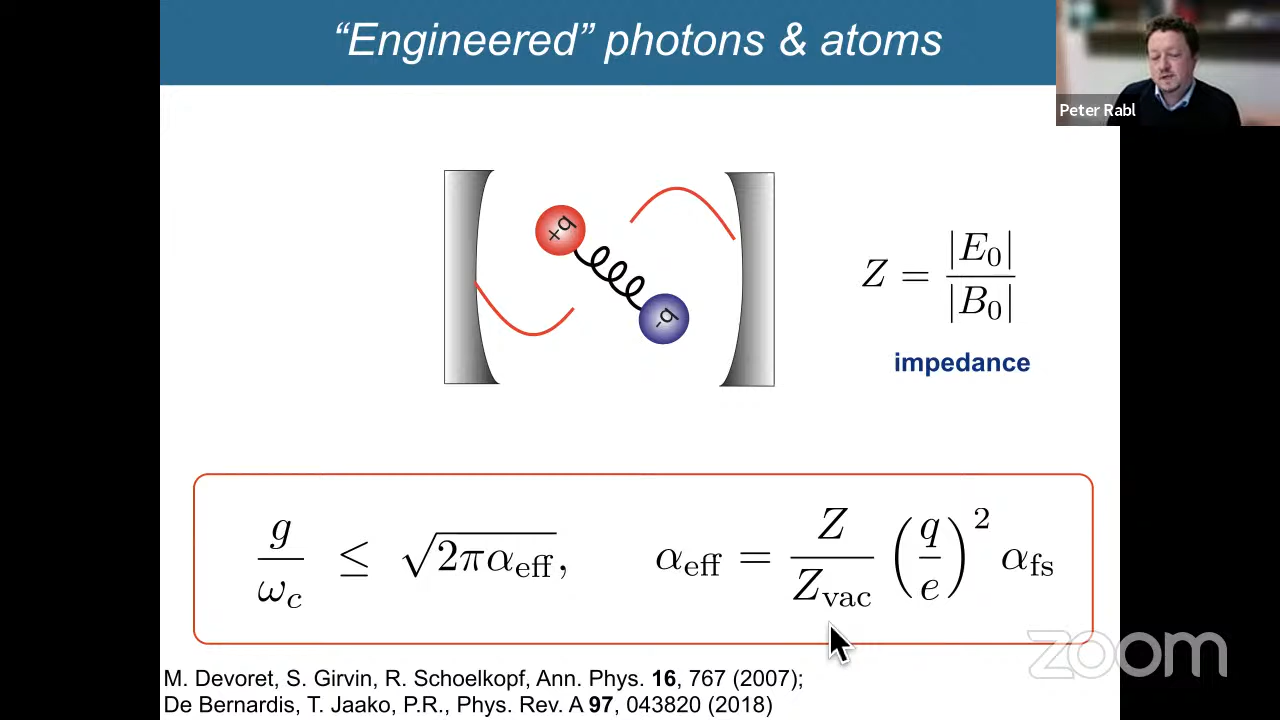 “Engineered” photons & atoms
Peter Rabl
+q
-q
Z = |E₀| / |B₀|
impedance
g / ω_c ≤ √(2πα_eff), α_eff = Z / Z_vac (q / e)² α_fs
zoom
M. Devoret, S. Girvin, R. Schoelkopf, Ann. Phys. 16, 767 (2007);
De Bernardis, T. Jaako, P.R., Phys. Rev. A 97, 043820 (2018)